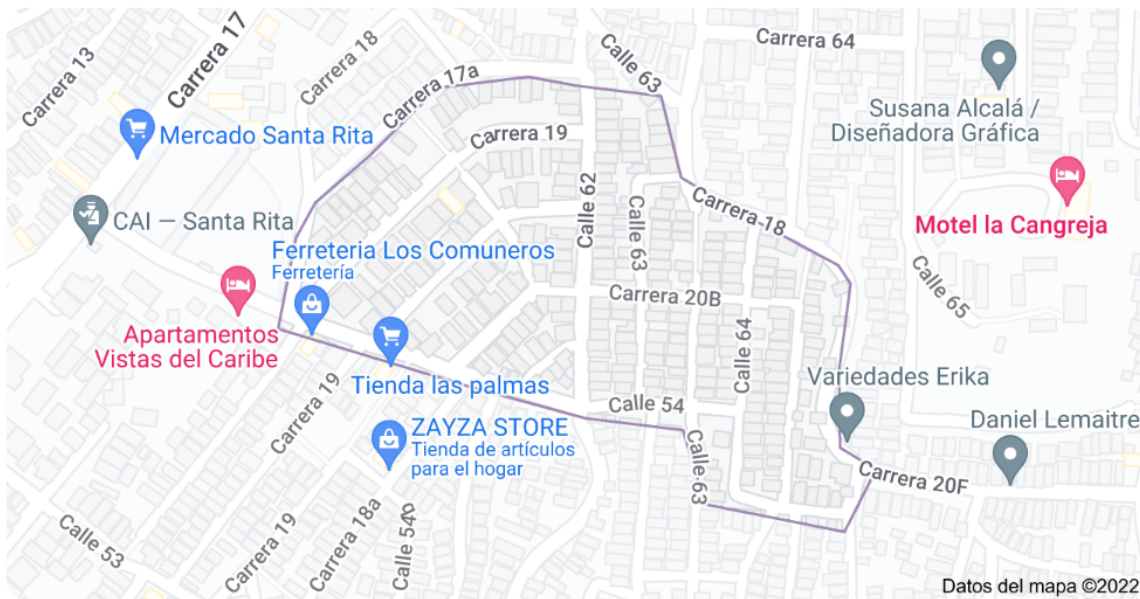 Carrera 13
Carrera 17
Carrera 18
Carrera 17a
Calle 63
Carrera 64
Susana Alcalá /
Diseñadora Gráfica
Mercado Santa Rita
Carrera 19
Calle 62
Carrera 18
Motel la Cangreja
CAI — Santa Rita
Ferreteria Los Comuneros
Ferretería
Calle 63
Calle 65
Carrera 20B
Apartamentos
Vistas del Caribe
Calle 64
Tienda las palmas
Variedades Erika
Calle 54
Daniel Lemaitre
Carrera 19
ZAYZA STORE
Tienda de artículos
para el hogar
Calle 63
Carrera 20F
Calle 53
Carrera 19
Carrera 18a
Calle 54b
Datos del mapa ©2022